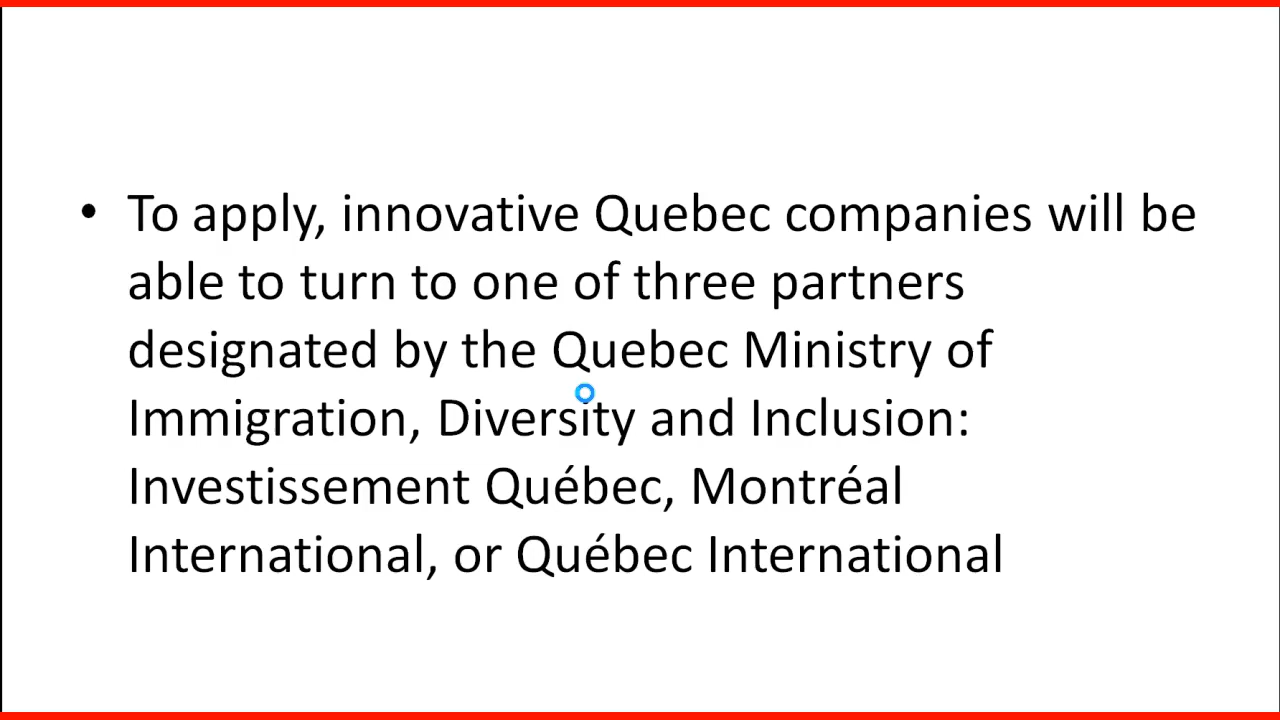 • To apply, innovative Quebec companies will be
able to turn to one of three partners
designated by the Quebec Ministry of
Immigration, Diversity and Inclusion:
Investissement Québec, Montréal
International, or Québec International